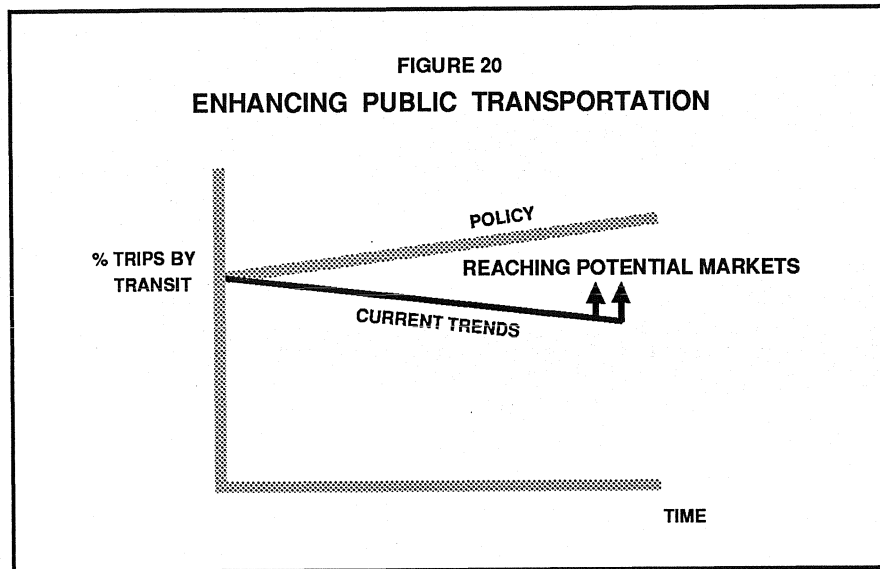 FIGURE 20
ENHANCING PUBLIC TRANSPORTATION
POLICY
% TRIPS BY
TRANSIT
REACHING POTENTIAL MARKETS
CURRENT TRENDS
TIME